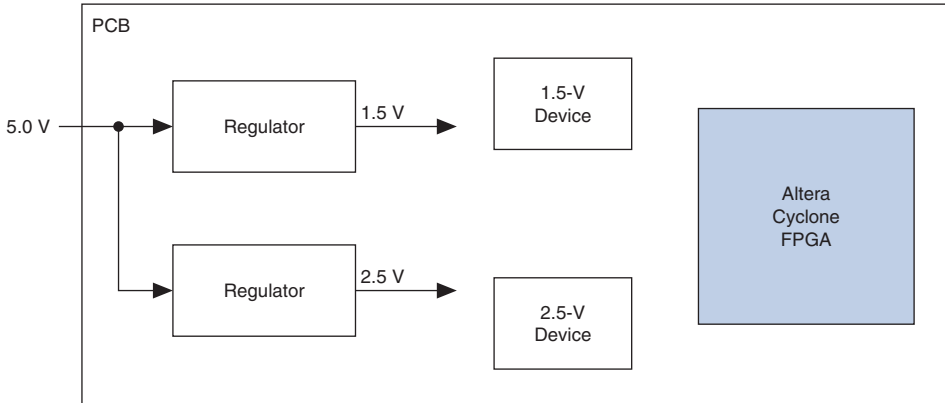 PCB
5.0 V
Regulator
1.5 V
1.5-V
Device
Altera
Cyclone
FPGA
Regulator
2.5 V
2.5-V
Device